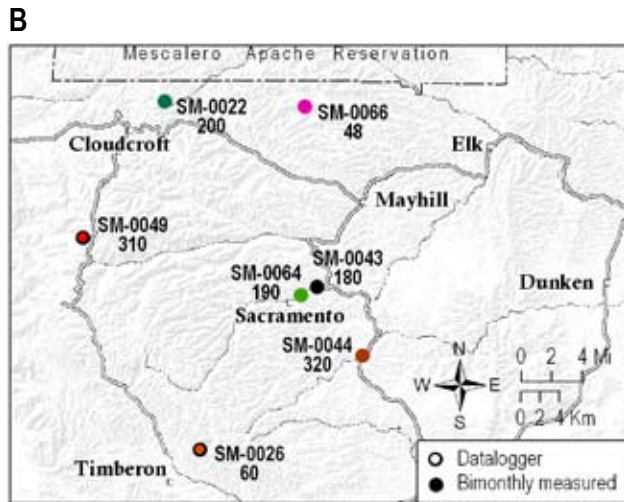 B
Mescalero Apache Reservation
SM-0022
200
SM-0066
48
Cloudcroft
Elk
Mayhill
SM-0049
310
SM-0043
180
SM-0064
190
Dunken
Sacramento
SM-0044
320
N
W E
S
0 2 4 Mi
0 2 4 Km
SM-0026
60
Timberon
Datalogger
Bimonthly measured